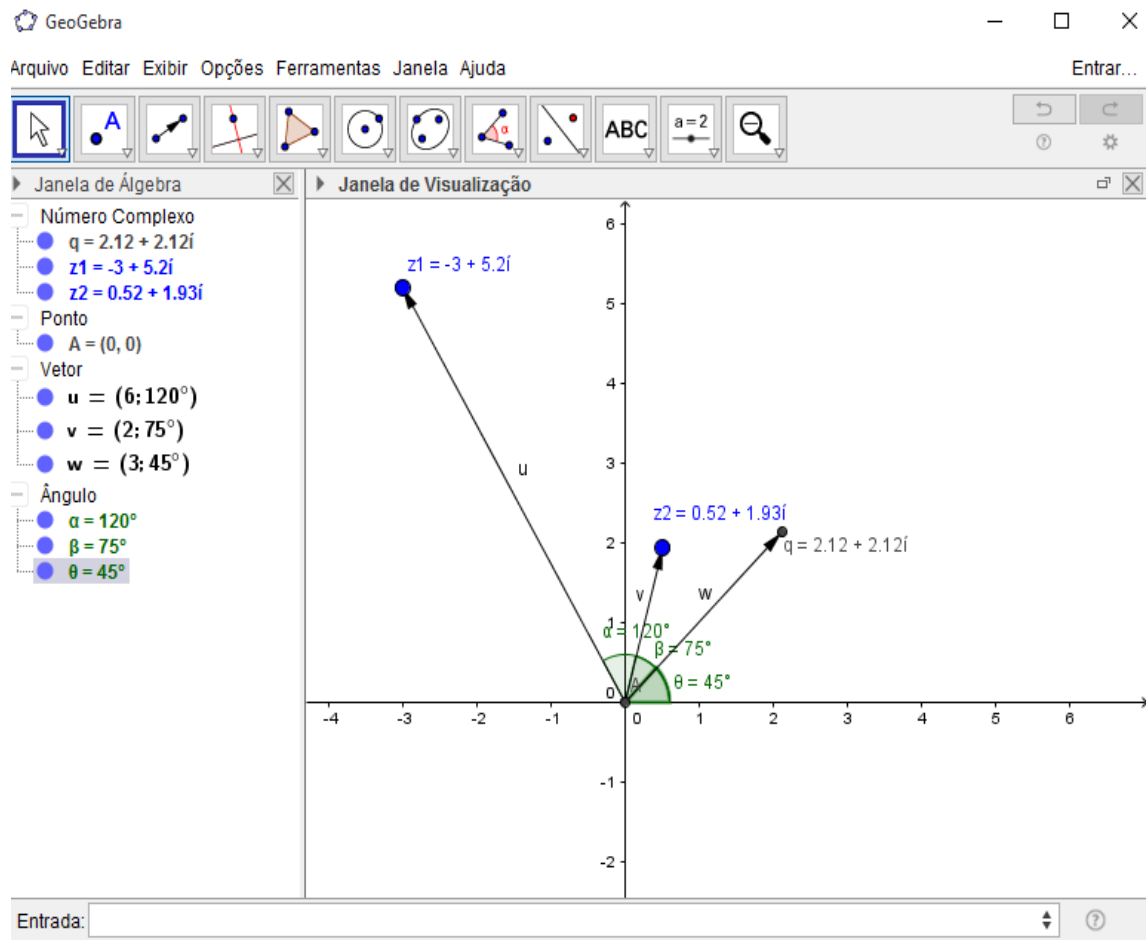 GeoGebra
Arquivo Editar Exibir Opções Ferramentas Janela Ajuda Entrar...
A α ABC a=2
Janela de Álgebra
Número Complexo
q = 2.12 + 2.12í
z1 = -3 + 5.2í
z2 = 0.52 + 1.93í
Ponto
A = (0, 0)
Vetor
u = (6; 120°)
v = (2; 75°)
w = (3; 45°)
Ângulo
α = 120°
β = 75°
θ = 45°
Janela de Visualização
6
z1 = -3 + 5.2í
5
4
3
u
z2 = 0.52 + 1.93í
2
q = 2.12 + 2.12í
v w
1
α = 120°
β = 75°
θ = 45°
0 A
-4 -3 -2 -1 0 1 2 3 4 5 6
-1
-2
Entrada: